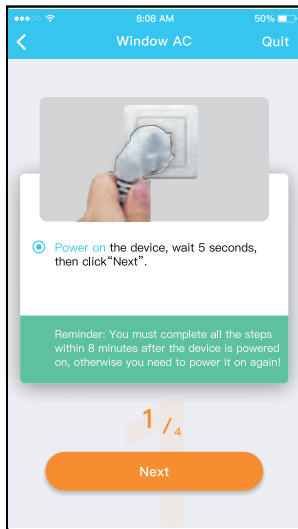 8:08 AM
50%
Window AC
Quit
Power on the device, wait 5 seconds,
then click“Next”.
Reminder: You must complete all the steps
within 8 minutes after the device is powered
on, otherwise you need to power it on again!
1 / 4
Next